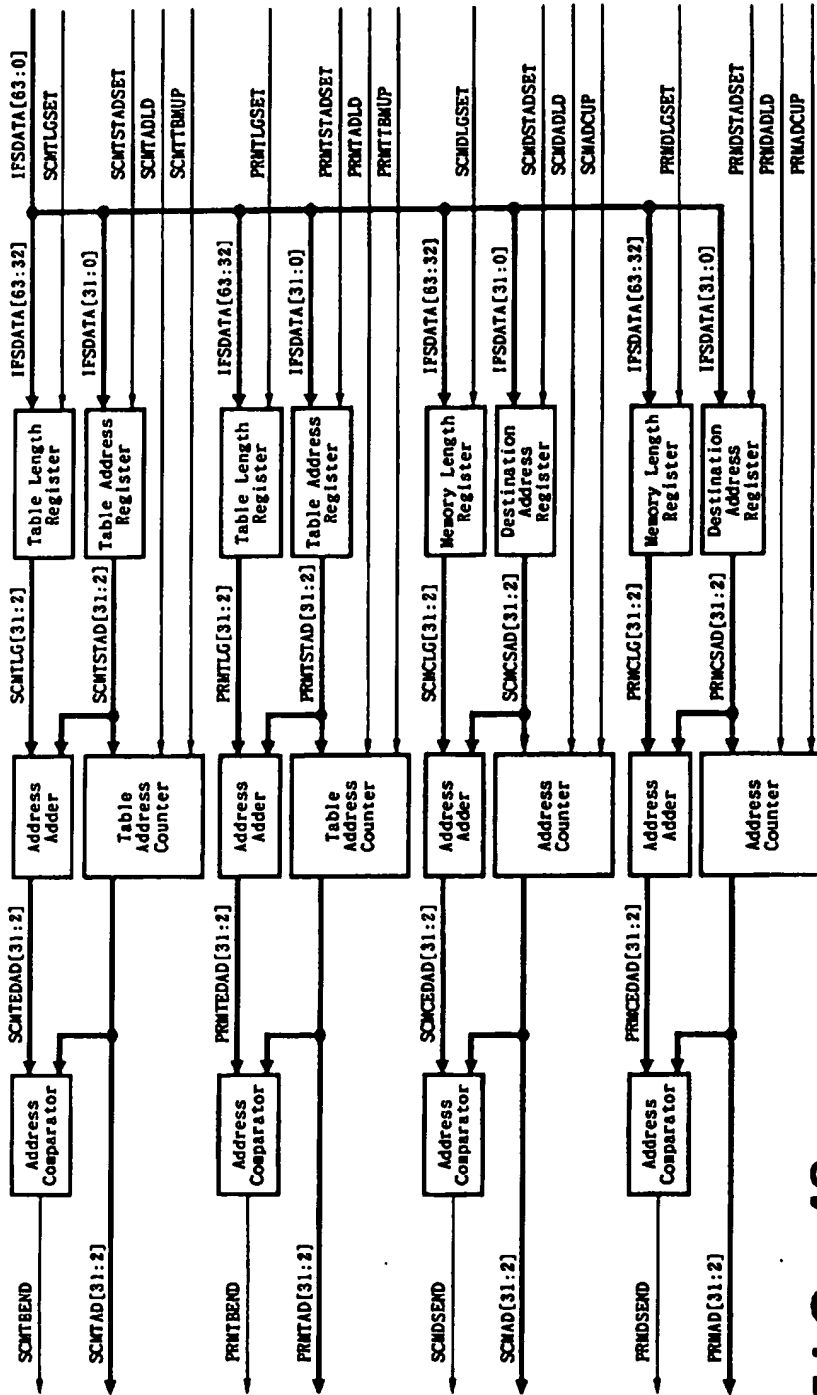 IFSDATA[63:0]
SCMTLGSET
SCMTSTADSET
SCMTADLD
SCMTTBMUP
PRMTLGSET
PRMTSTADSET
PRMTADLD
PRMTTBMUP
SCMDLGSET
SCMDSTADSET
SCMDADLD
SCMADCUP
PRMDLGSET
PRMDSTADSET
PRMDADLD
PRMADCUP
IFSDATA[63:32]
IFSDATA[31:0]
IFSDATA[63:32]
IFSDATA[31:0]
IFSDATA[63:32]
IFSDATA[31:0]
IFSDATA[63:32]
IFSDATA[31:0]
Table Length
Register
Table Address
Register
Table Length
Register
Table Address
Register
Memory Length
Register
Destination
Address
Register
Memory Length
Register
Destination
Address
Register
SCMTLG[31:2]
SCMTSTAD[31:2]
PRMTLG[31:2]
PRMTSTAD[31:2]
SCMCLG[31:2]
SCMCSAD[31:2]
PRMCLG[31:2]
PRMCSAD[31:2]
Address
Adder
Table
Address
Counter
Address
Adder
Table
Address
Counter
Address
Adder
Address
Counter
Address
Adder
Address
Counter
SCMTEDAD[31:2]
PRMTEDAD[31:2]
SCMCEDAD[31:2]
PRMCEDAD[31:2]
Address
Comparator
Address
Comparator
Address
Comparator
Address
Comparator
SCMTBEND
SCMTAD[31:2]
PRMTBEND
PRMTAD[31:2]
SCMDSEND
SCMAD[31:2]
PRMDSEND
PRMAD[31:2]